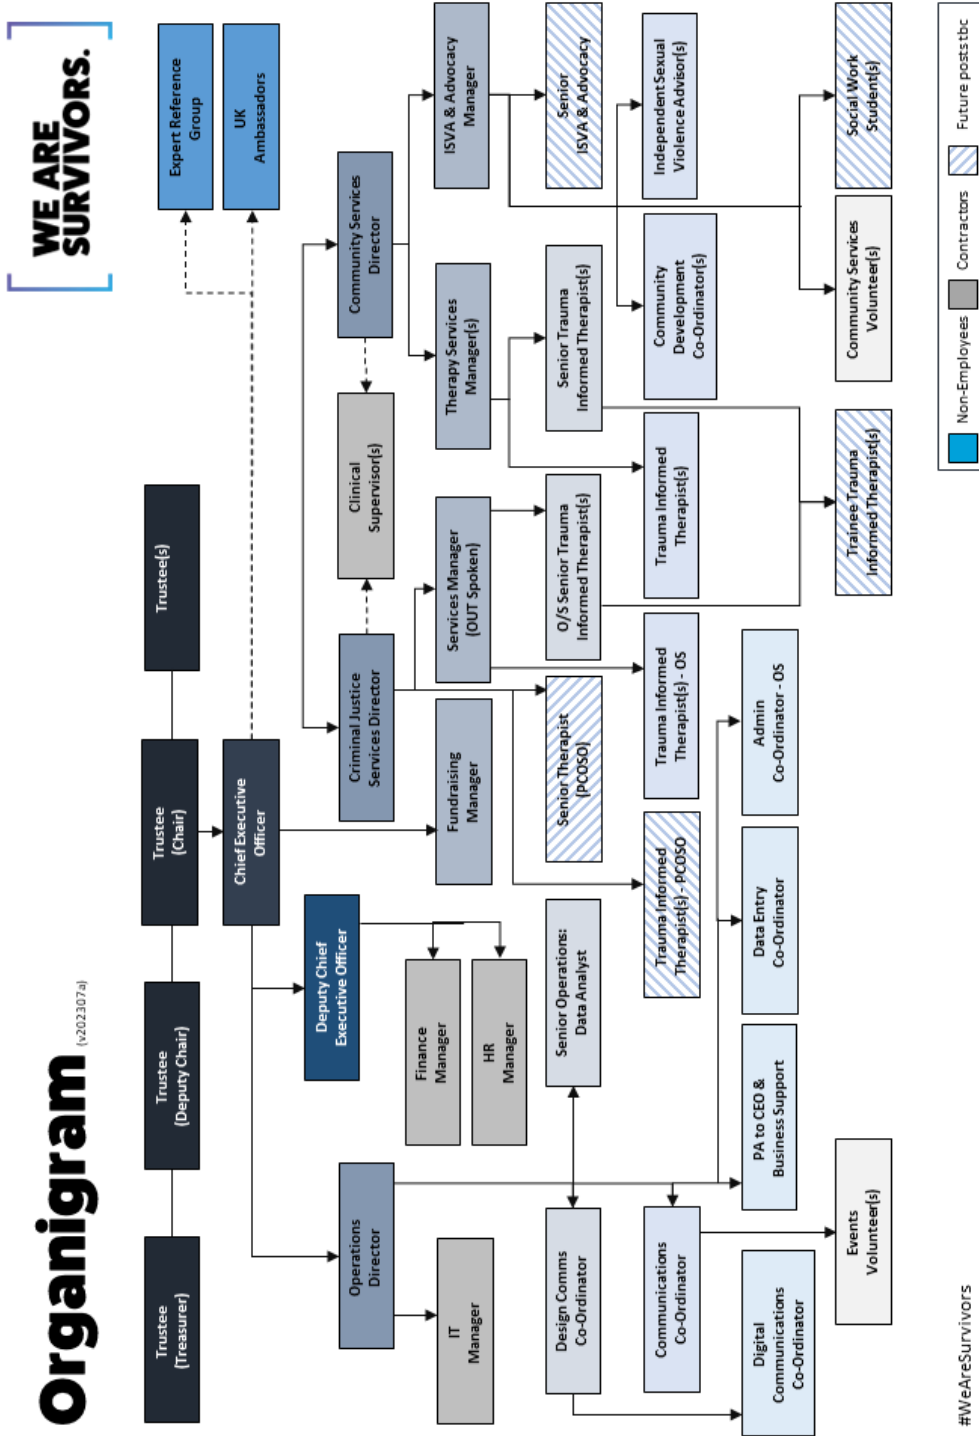 Organigram (v202307a)
WE ARE
SURVIVORS.
Trustee
(Treasurer)
Trustee
(Deputy Chair)
Trustee
(Chair)
Trustee(s)
Chief Executive
Officer
Expert Reference
Group
UK
Ambassadors
Deputy Chief
Executive Officer
Operations
Director
Criminal Justice
Services Director
Clinical
Supervisor(s)
Community Services
Director
Finance
Manager
HR
Manager
IT
Manager
Fundraising
Manager
Services Manager
(OUT Spoken)
Therapy Services
Manager(s)
ISVA & Advocacy
Manager
Design Comms
Co-Ordinator
Senior Operations:
Data Analyst
Senior Therapist
(PCOSO)
O/S Senior Trauma
Informed Therapist(s)
Senior Trauma
Informed Therapist(s)
Senior
ISVA & Advocacy
Communications
Co-Ordinator
Trauma Informed
Therapist(s) - PCOSO
Trauma Informed
Therapist(s) - OS
Trauma Informed
Therapist(s)
Community
Development
Co-Ordinator(s)
Independent Sexual
Violence Advisor(s)
Digital
Communications
Co-Ordinator
PA to CEO &
Business Support
Data Entry
Co-Ordinator
Admin
Co-Ordinator - OS
Events
Volunteer(s)
Trainee Trauma
Informed Therapist(s)
Community Services
Volunteer(s)
Social Work
Student(s)
#WeAreSurvivors
Non-Employees
Contractors
Future posts tbc